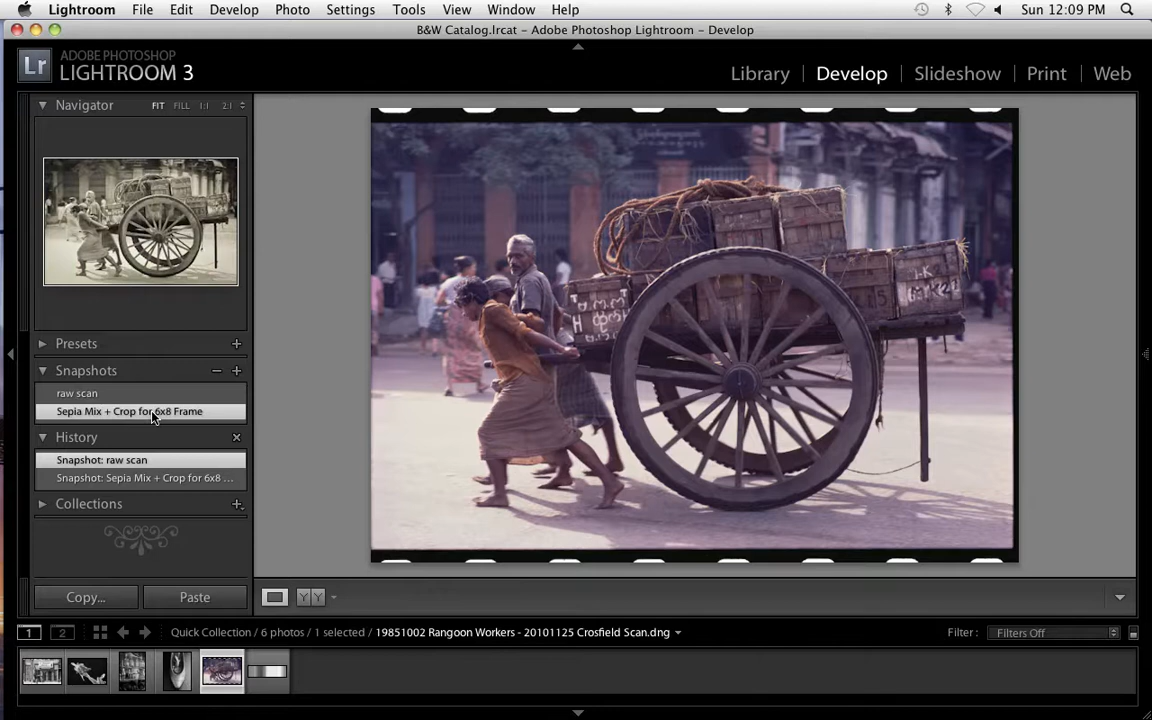 Lightroom File Edit Develop Photo Settings Tools View Window Help Sun 12:09 PM
B&W Catalog.lrcat – Adobe Photoshop Lightroom – Develop
Lr ADOBE PHOTOSHOP
LIGHTROOM 3
Library Develop Slideshow Print Web
Navigator FIT FILL 1:1 2:1
Presets
Snapshots
raw scan
Sepia Mix + Crop for 6x8 Frame
History
Snapshot: raw scan
Snapshot: Sepia Mix + Crop for 6x8 ...
Collections
Copy... Paste
YY
1 2 Quick Collection / 6 photos / 1 selected / 19851002 Rangoon Workers - 20101125 Crosfield Scan.dng Filter : Filters Off